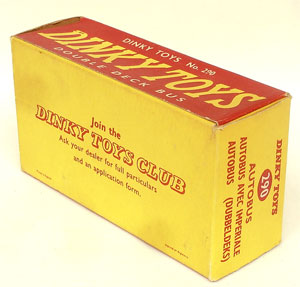 DINKY TOYS No. 290
DINKY TOYS
DOUBLE DECK BUS
Join the
DINKY TOYS CLUB
Ask your dealer for full particulars
and an application form.
DINKY TOYS
290
AUTOBUS
AUTOBUS AVEC IMPERIALE
AUTOBUS (DUBBELDEKS)